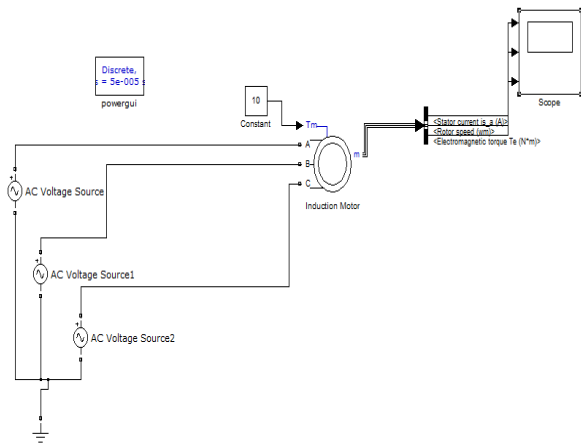 Discrete,
s = 5e-005 s
powergui
10
Constant
Tm
A
B
C
m
Induction Motor
<Stator current is_a (A)>
<Rotor speed (wm)>
<Electromagnetic torque Te (N*m)>
Scope
+
AC Voltage Source
+
AC Voltage Source1
+
AC Voltage Source2